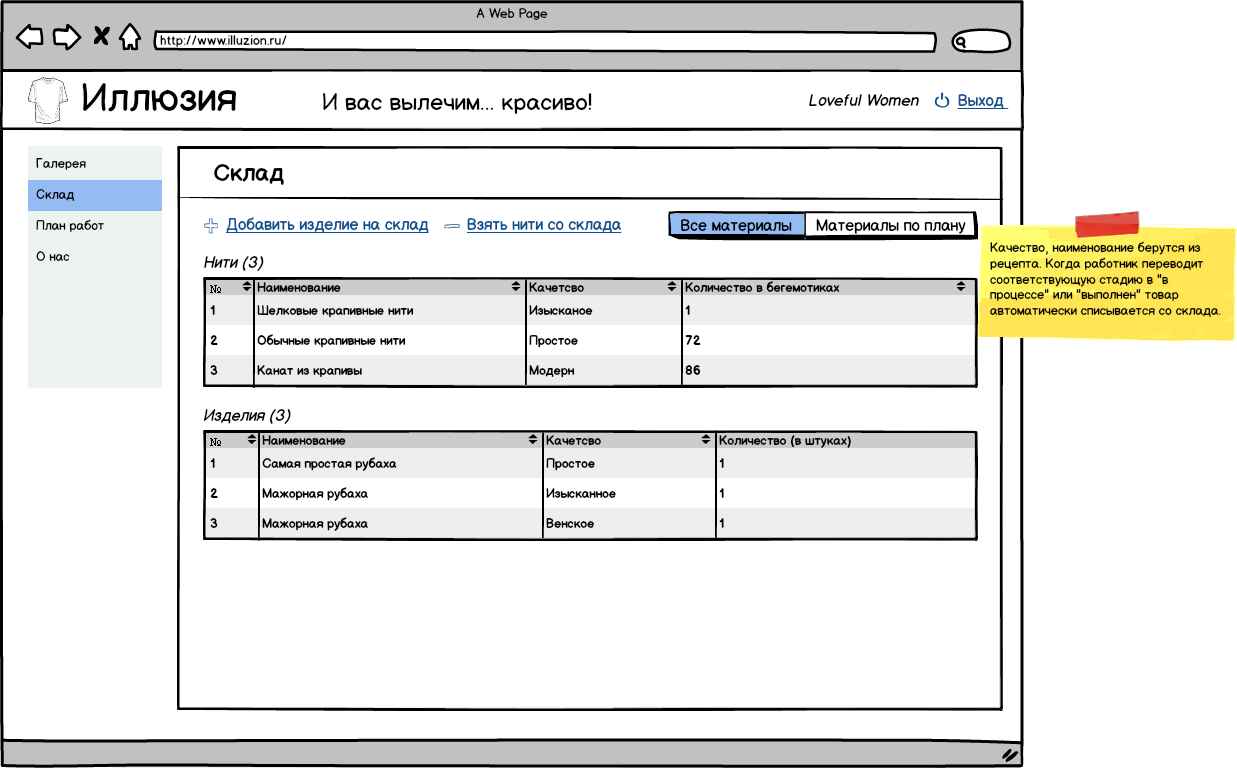 A Web Page
http://www.illuzion.ru/
Иллюзия
И вас вылечим... красиво!
Loveful Women
Выход
Галерея
Склад
План работ
О нас
Склад
Добавить изделие на склад
Взять нити со склада
Все материалы
Материалы по плану
Качество, наименование берутся из
рецепта. Когда работник переводит
соответствующую стадию в "в
процессе" или "выполнен" товар
автоматически списывается со склада.
Нити (3)
№ Наименование Качетсво Количество в бегемотиках
1 Шелковые крапивные нити Изысканое 1
2 Обычные крапивные нити Простое 72
3 Канат из крапивы Модерн 86
Изделия (3)
№ Наименование Качетсво Количество (в штуках)
1 Самая простая рубаха Простое 1
2 Мажорная рубаха Изысканное 1
3 Мажорная рубаха Венское 1